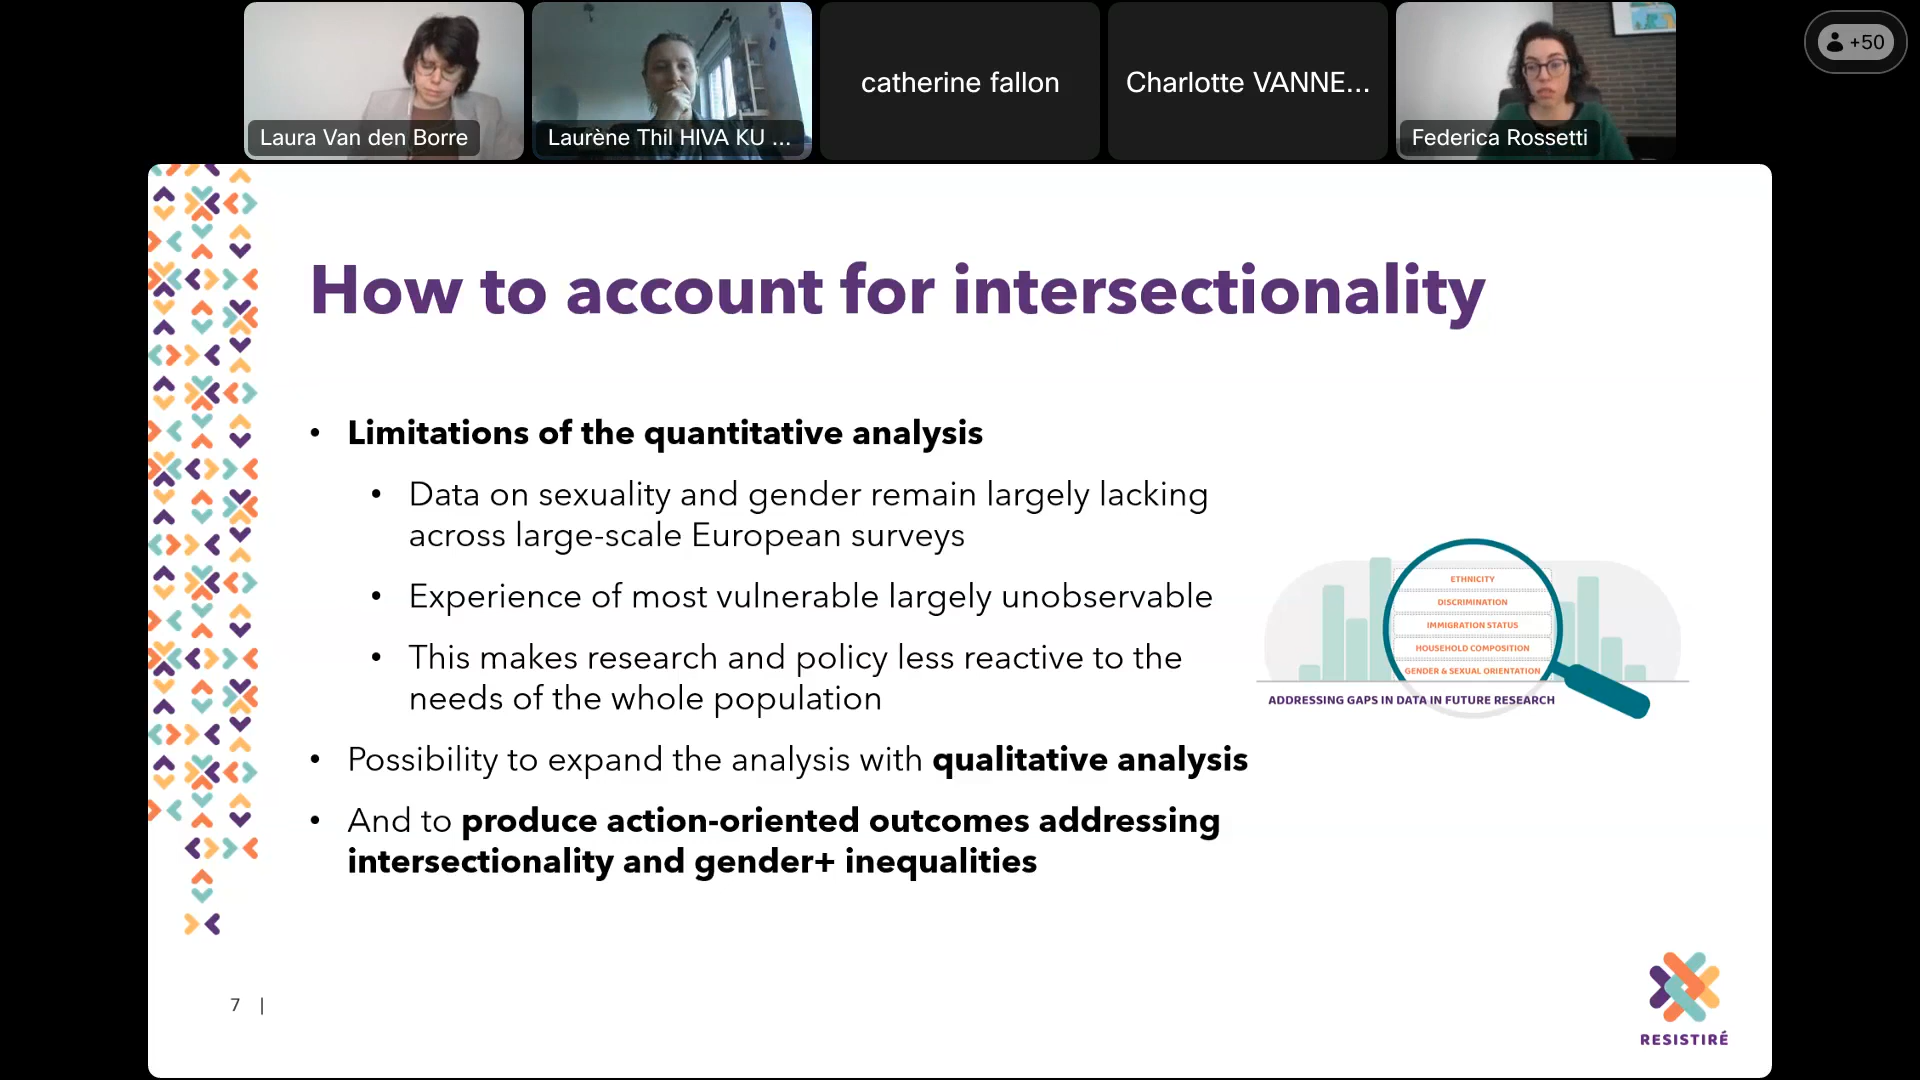 +50
Laura Van den Borre
Laurène Thil HIVA KU ...
catherine fallon
Charlotte VANNE...
Federica Rossetti
How to account for intersectionality
• Limitations of the quantitative analysis
• Data on sexuality and gender remain largely lacking
across large-scale European surveys
• Experience of most vulnerable largely unobservable
• This makes research and policy less reactive to the
needs of the whole population
• Possibility to expand the analysis with qualitative analysis
• And to produce action-oriented outcomes addressing
intersectionality and gender+ inequalities
ETHNICITY
DISCRIMINATION
IMMIGRATION STATUS
HOUSEHOLD COMPOSITION
GENDER & SEXUAL ORIENTATION
ADDRESSING GAPS IN DATA IN FUTURE RESEARCH
7 |
RESISTIRÉ